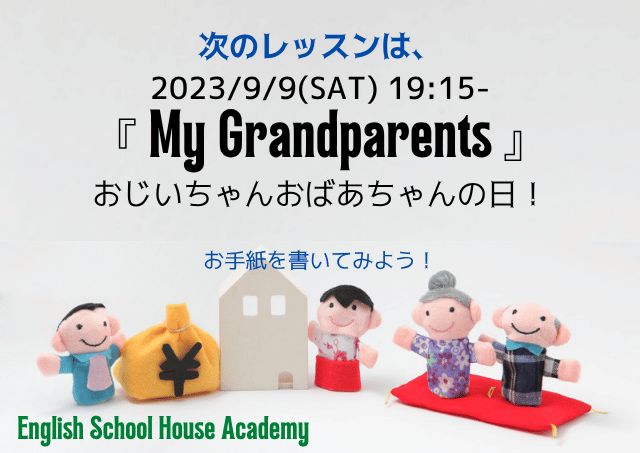 次のレッスンは、
2023/9/9(SAT) 19:15-
『 My Grandparents 』
おじいちゃんおばあちゃんの日！
お手紙を書いてみよう！
¥
English School House Academy